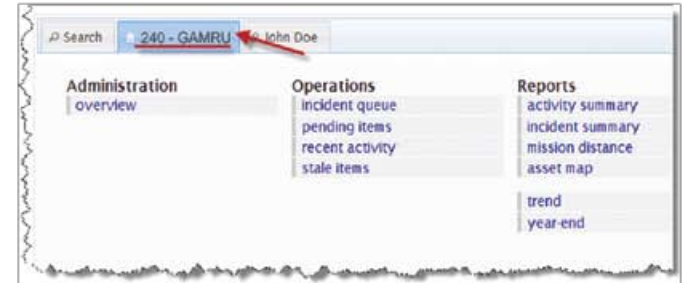 Search 240 - GAMRU John Doe
Administration
overview
Operations
incident queue
pending items
recent activity
stale items
Reports
activity summary
incident summary
mission distance
asset map
trend
year-end